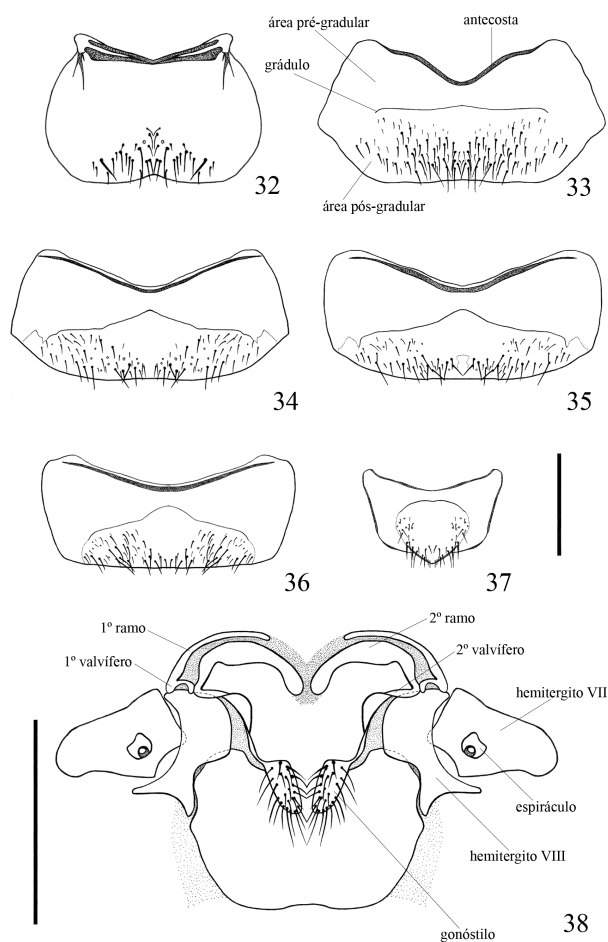 área pré-gradular
antecosta
grádulo
32
área pós-gradular
33
34
35
36
37
1º ramo
2º ramo
1º valvífero
2º valvífero
hemitergito VII
espiráculo
hemitergito VIII
gonóstilo
38